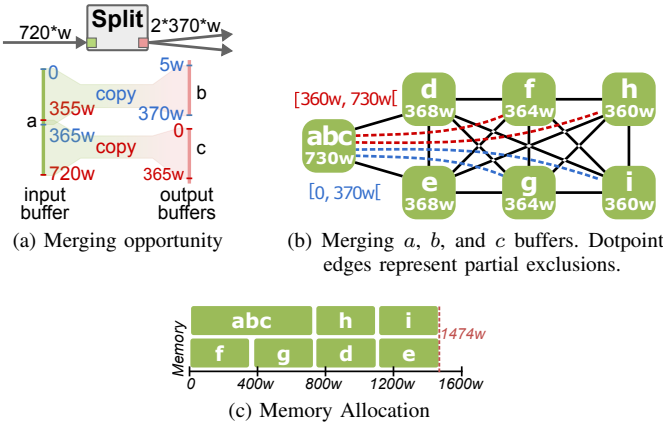 Split
720*w
2*370*w
0
5w
copy
b
355w
370w
a
365w
0
copy
c
720w
365w
input
buffer
output
buffers
(a) Merging opportunity
d
368w
f
364w
h
360w
[360w, 730w[
abc
730w
[0, 370w[
e
368w
g
364w
i
360w
(b) Merging a, b, and c buffers. Dotpoint
edges represent partial exclusions.
Memory
abc
h
i
f
g
d
e
1474w
0
400w
800w
1200w
1600w
(c) Memory Allocation